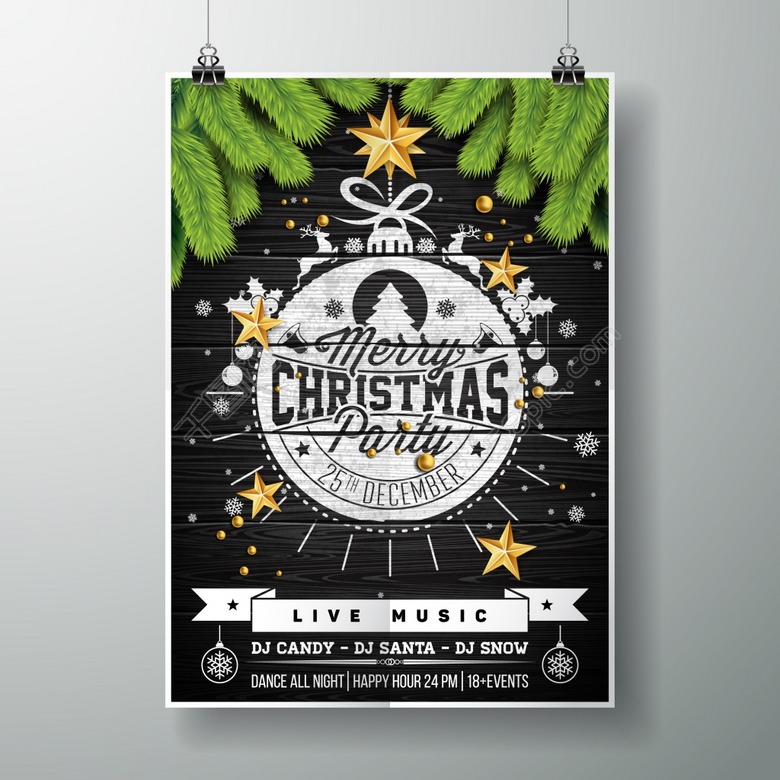 Merry
CHRISTMAS
Party
25TH DECEMBER
LIVE MUSIC
DJ CANDY - DJ SANTA - DJ SNOW
DANCE ALL NIGHT | HAPPY HOUR 24 PM | 18+EVENTS